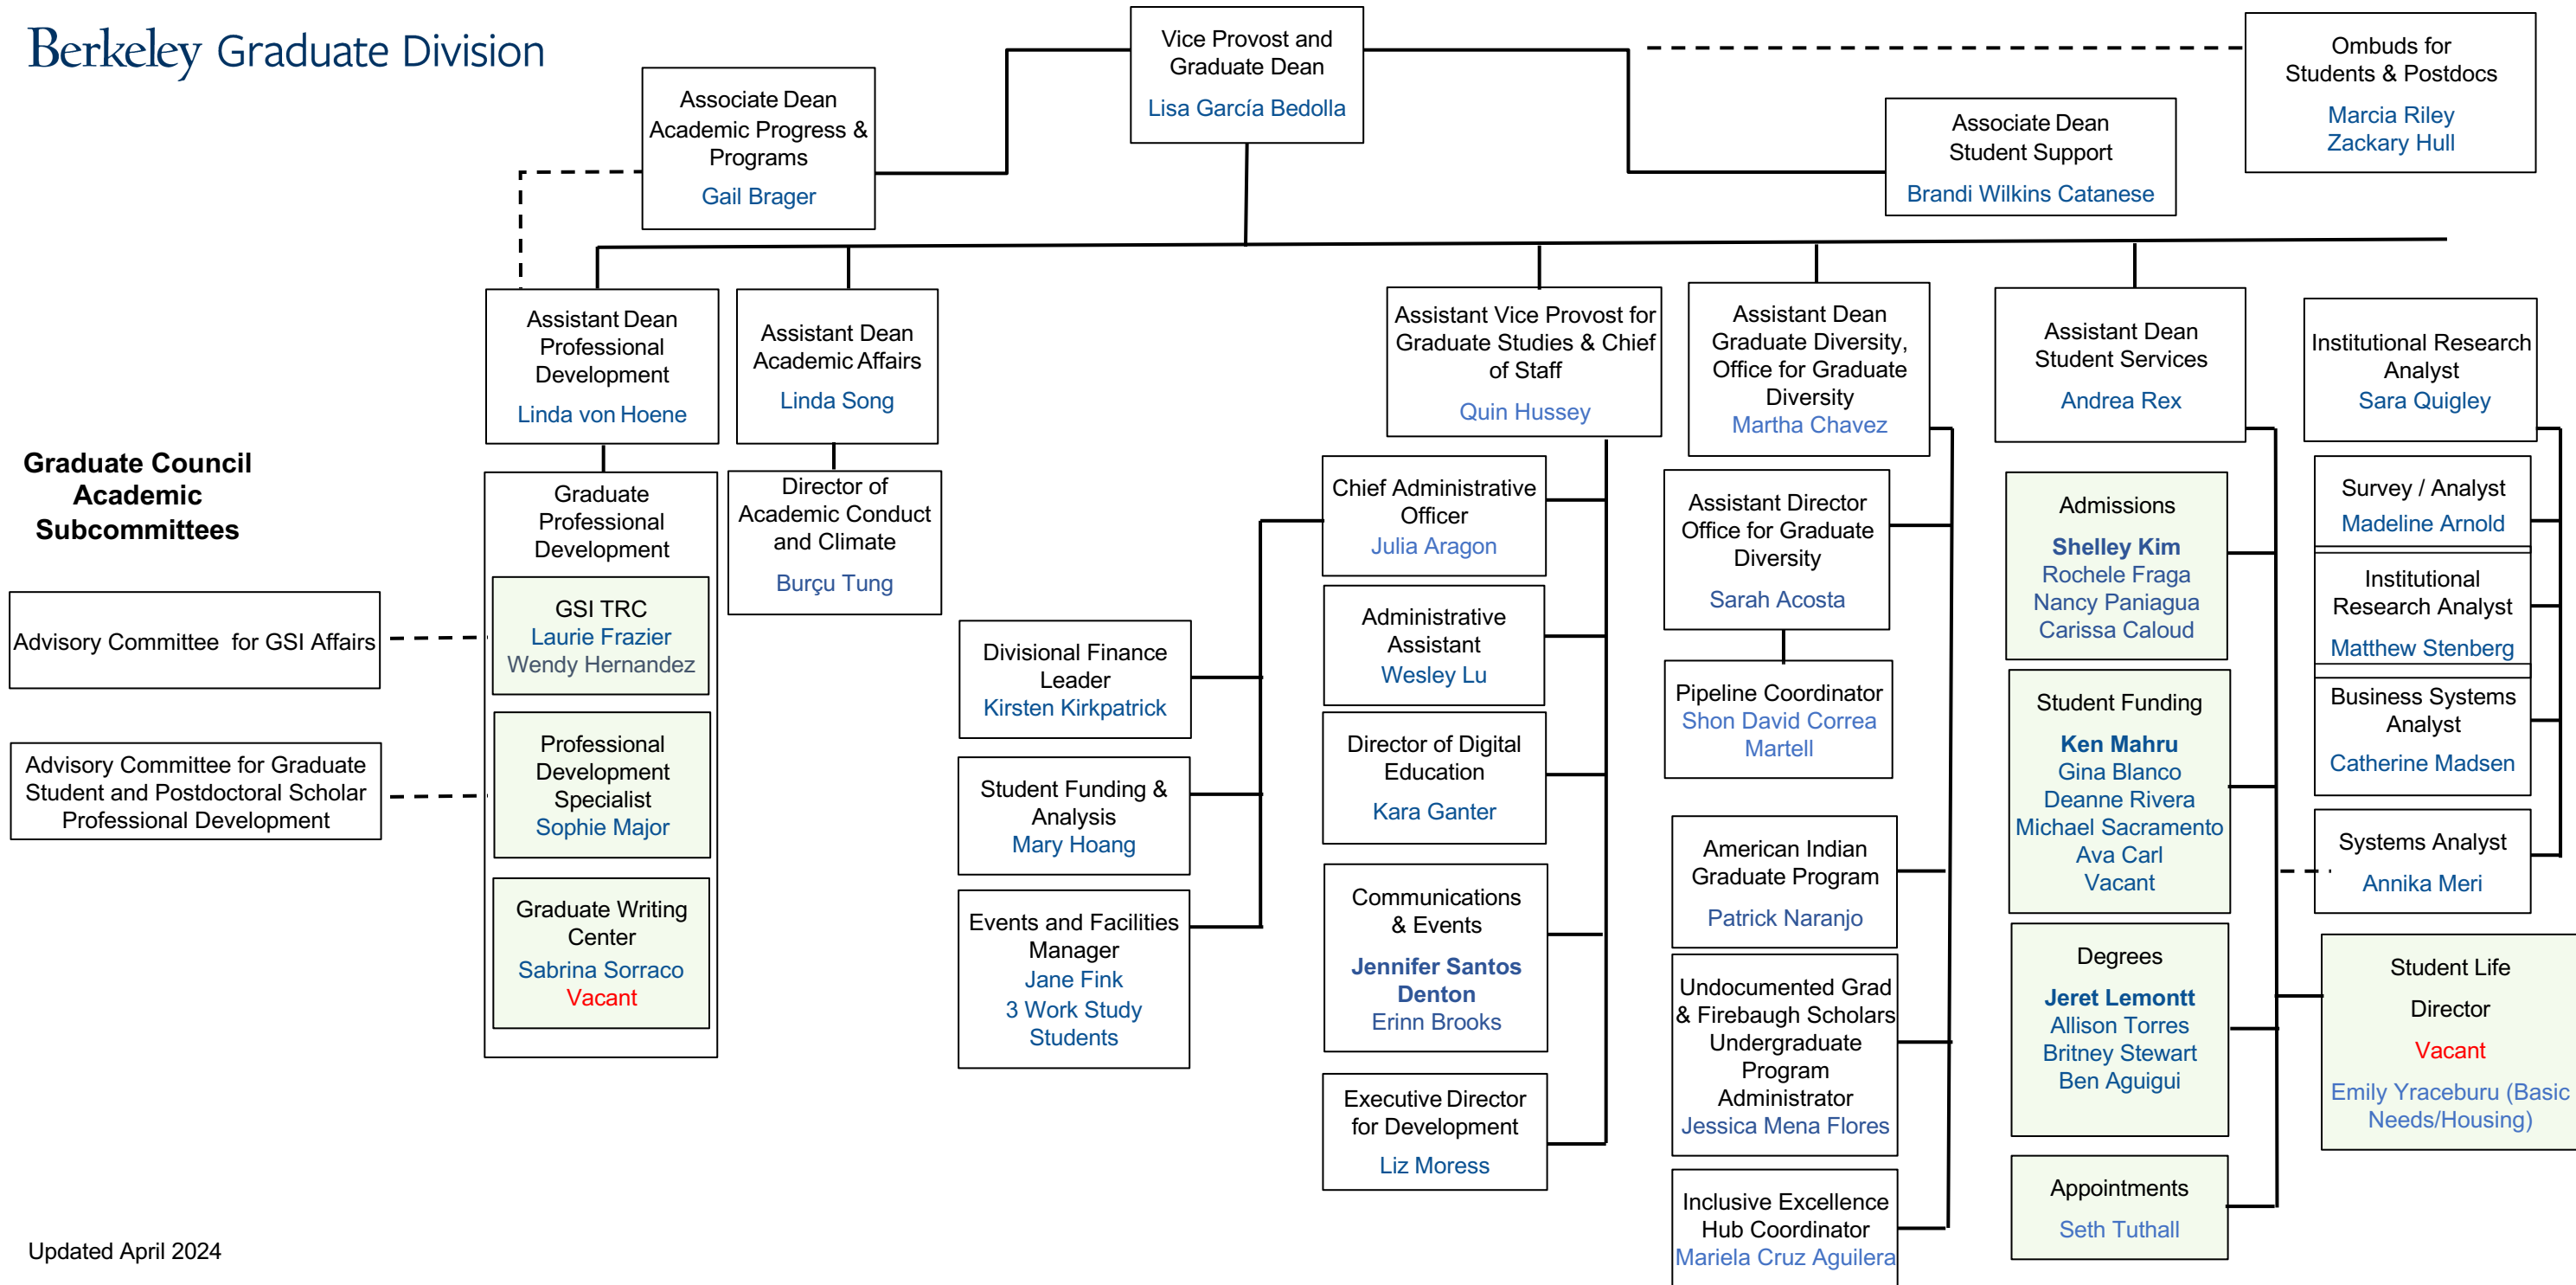 Berkeley Graduate Division
Vice Provost and
Graduate Dean
Lisa García Bedolla
Ombuds for
Students & Postdocs
Marcia Riley
Zackary Hull
Associate Dean
Academic Progress &
Programs
Gail Brager
Associate Dean
Student Support
Brandi Wilkins Catanese
Assistant Dean
Professional
Development
Linda von Hoene
Assistant Dean
Academic Affairs
Linda Song
Assistant Vice Provost for
Graduate Studies & Chief
of Staff
Quin Hussey
Assistant Dean
Graduate Diversity,
Office for Graduate
Diversity
Martha Chavez
Assistant Dean
Student Services
Andrea Rex
Institutional Research
Analyst
Sara Quigley
Graduate Council
Academic
Subcommittees
Advisory Committee for GSI Affairs
Advisory Committee for Graduate
Student and Postdoctoral Scholar
Professional Development
Graduate
Professional
Development
GSI TRC
Laurie Frazier
Wendy Hernandez
Professional
Development
Specialist
Sophie Major
Graduate Writing
Center
Sabrina Sorraco
Vacant
Director of
Academic Conduct
and Climate
Burçu Tung
Divisional Finance
Leader
Kirsten Kirkpatrick
Student Funding &
Analysis
Mary Hoang
Events and Facilities
Manager
Jane Fink
3 Work Study
Students
Chief Administrative
Officer
Julia Aragon
Administrative
Assistant
Wesley Lu
Director of Digital
Education
Kara Ganter
Communications
& Events
Jennifer Santos
Denton
Erinn Brooks
Executive Director
for Development
Liz Moress
Assistant Director
Office for Graduate
Diversity
Sarah Acosta
Pipeline Coordinator
Shon David Correa
Martell
American Indian
Graduate Program
Patrick Naranjo
Undocumented Grad
& Firebaugh Scholars
Undergraduate
Program
Administrator
Jessica Mena Flores
Inclusive Excellence
Hub Coordinator
Mariela Cruz Aguilera
Admissions
Shelley Kim
Rochele Fraga
Nancy Paniagua
Carissa Caloud
Student Funding
Ken Mahru
Gina Blanco
Deanne Rivera
Michael Sacramento
Ava Carl
Vacant
Degrees
Jeret Lemontt
Allison Torres
Britney Stewart
Ben Aguigui
Appointments
Seth Tuthall
Survey / Analyst
Madeline Arnold
Institutional
Research Analyst
Matthew Stenberg
Business Systems
Analyst
Catherine Madsen
Systems Analyst
Annika Meri
Student Life
Director
Vacant
Emily Yraceburu (Basic
Needs/Housing)
Updated April 2024